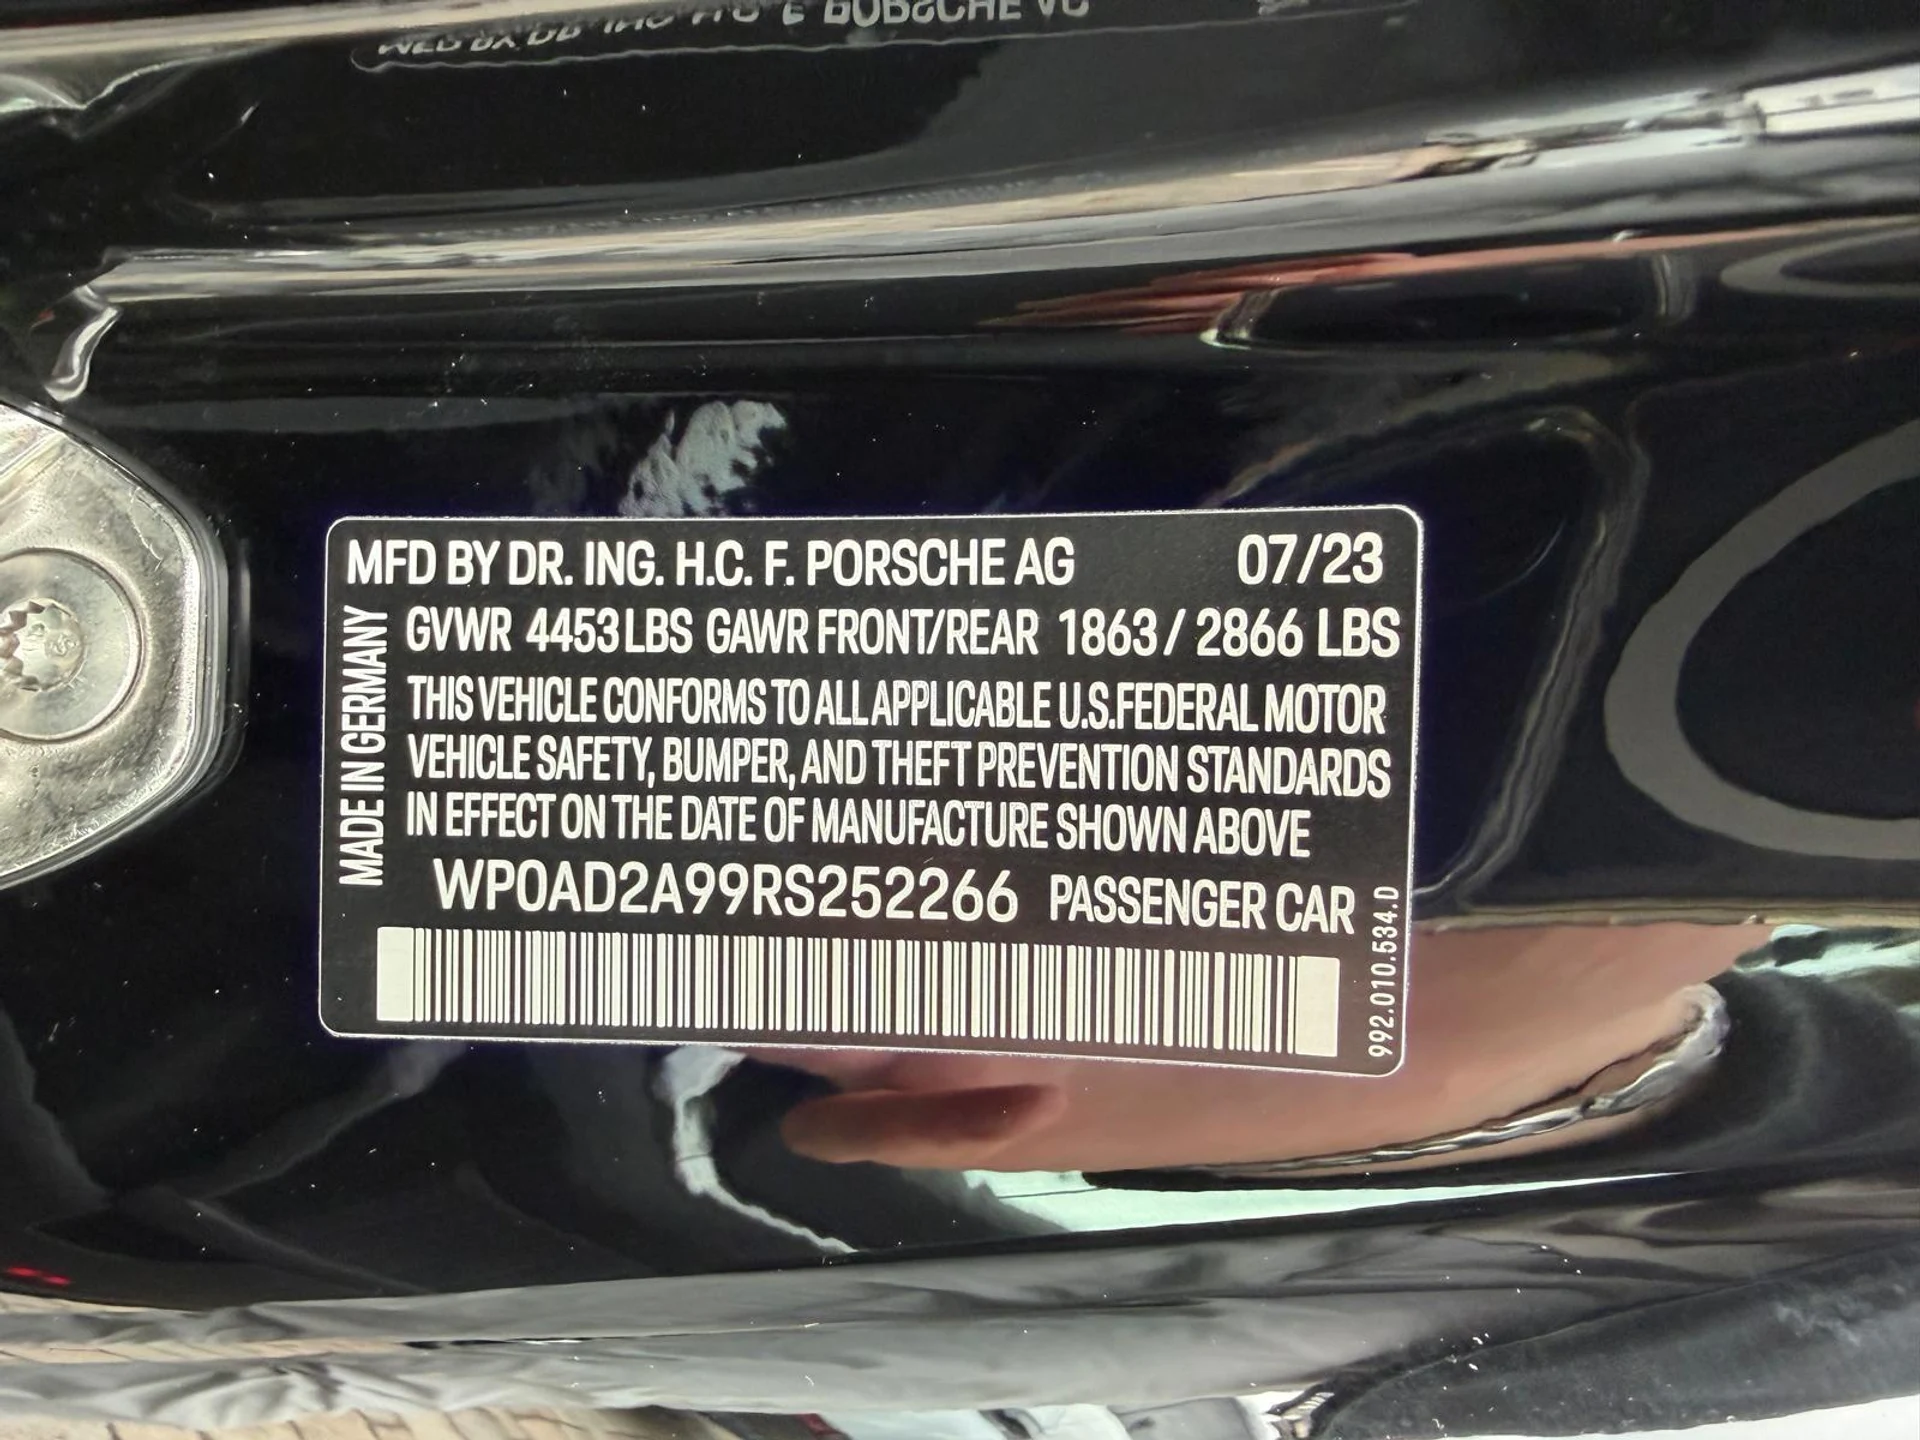 MFD BY DR. ING. H.C. F. PORSCHE AG 07/23
GVWR 4453 LBS GAWR FRONT/REAR 1863 / 2866 LBS
THIS VEHICLE CONFORMS TO ALL APPLICABLE U.S. FEDERAL MOTOR
VEHICLE SAFETY, BUMPER, AND THEFT PREVENTION STANDARDS
IN EFFECT ON THE DATE OF MANUFACTURE SHOWN ABOVE
WP0AD2A99RS252266 PASSENGER CAR
MADE IN GERMANY
992.010.534.D